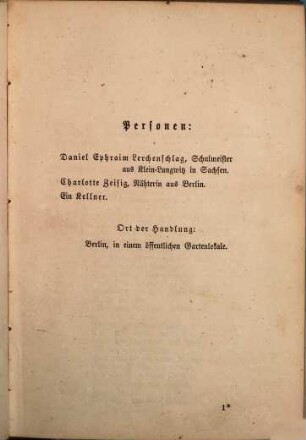 Personen:
Daniel Ephraim Lerchenschlag, Schulmeister
aus Klein-Lungwitz in Sachsen.
Charlotte Zeisig, Nähterin aus Berlin.
Ein Kellner.
Ort der Handlung:
Berlin, in einem öffentlichen Gartenlokale.
1*